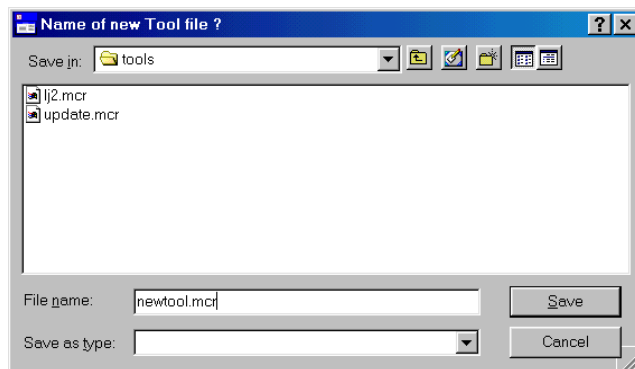 Name of new Tool file ?
Save in: tools
lj2.mcr
update.mcr
File name: newtool.mcr Save
Save as type: Cancel